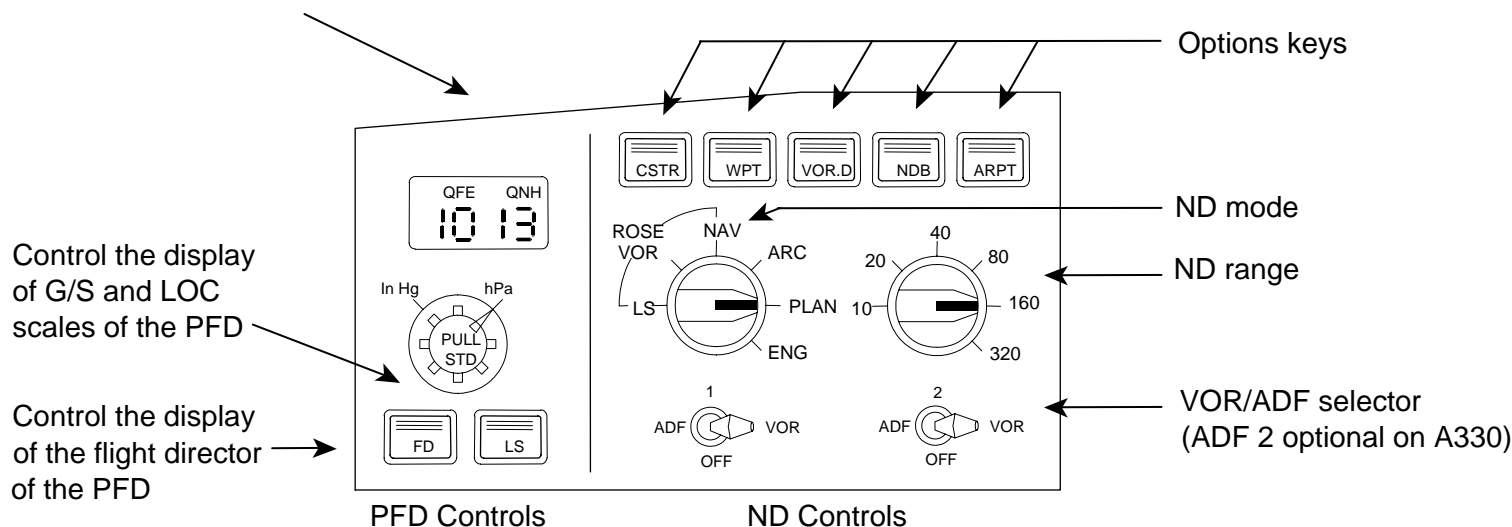 Options keys
CSTR WPT VOR.D NDB ARPT
QFE QNH
10 13
ND mode
ROSE NAV
VOR ARC
LS PLAN
ENG
40
20 80
10 160
320
ND range
Control the display
of G/S and LOC
scales of the PFD
In Hg hPa
PULL
STD
Control the display
of the flight director
of the PFD
FD LS
1
ADF VOR
OFF
2
ADF VOR
OFF
VOR/ADF selector
(ADF 2 optional on A330)
PFD Controls ND Controls